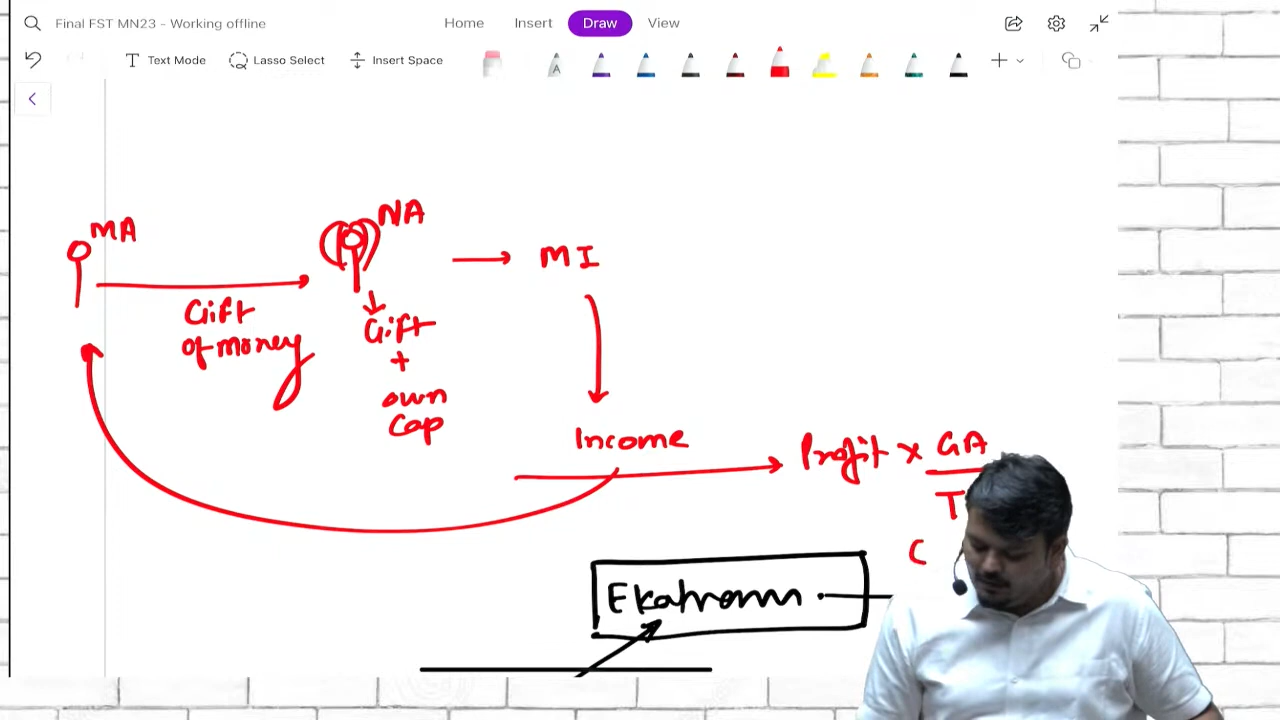 Final FST MN23 - Working offline
Home Insert Draw View
Text Mode Lasso Select Insert Space
A
MA
NA
MI
Gift
of money
Gift
+
own
Cap
Income
Profit x GA
T
C